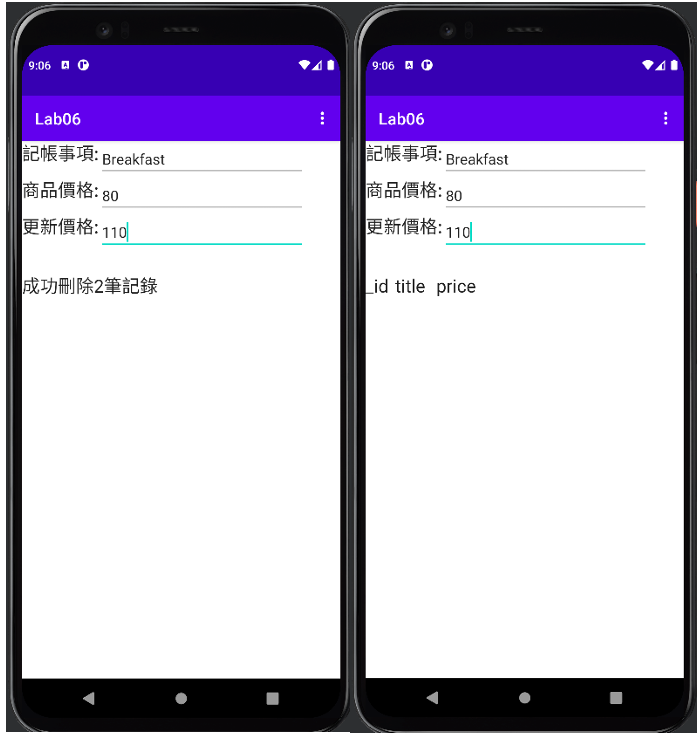 9:06
Lab06
記帳事項: Breakfast
商品價格: 80
更新價格: 110
成功刪除2筆記錄
9:06
Lab06
記帳事項: Breakfast
商品價格: 80
更新價格: 110
_id title price